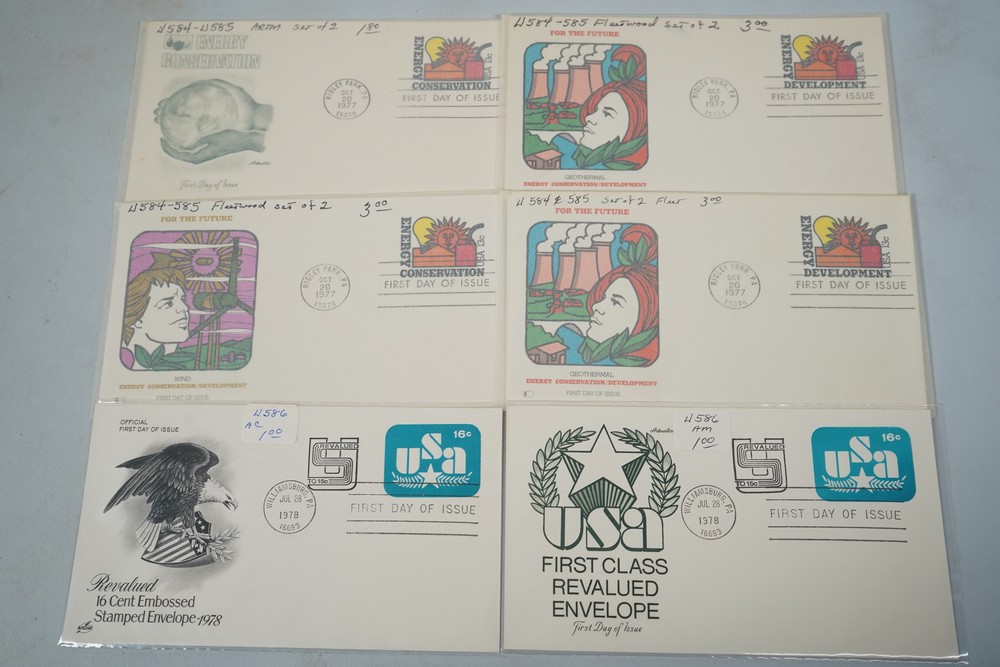 U584-U585 ARTM Set of 2 1.80
ENERGY
CONSERVATION
First Day of Issue
RIDLEY PARK, PA
OCT
20
1977
19078
ENERGY
CONSERVATION
USA 13c
FIRST DAY OF ISSUE
U584-585 Fleetwood Set of 2 3.00
FOR THE FUTURE
GEOTHERMAL
ENERGY CONSERVATION/DEVELOPMENT
RIDLEY PARK, PA
OCT
20
1977
19078
ENERGY
DEVELOPMENT
USA 13c
FIRST DAY OF ISSUE
U584-585 Fleetwood Set of 2 3.00
FOR THE FUTURE
WIND
ENERGY CONSERVATION/DEVELOPMENT
FIRST DAY OF ISSUE
RIDLEY PARK, PA
OCT
20
1977
19078
ENERGY
CONSERVATION
USA 13c
FIRST DAY OF ISSUE
U584 & 585 Set of 2 Fleet 3.00
FOR THE FUTURE
GEOTHERMAL
ENERGY CONSERVATION/DEVELOPMENT
FIRST DAY OF ISSUE
RIDLEY PARK, PA
OCT
20
1977
19078
ENERGY
DEVELOPMENT
USA 13c
FIRST DAY OF ISSUE
OFFICIAL
FIRST DAY OF ISSUE
U586
AC
1.00
Revalued
16 Cent Embossed
Stamped Envelope-1978
WILLIAMSBURG, PA
JUL 28
1978
16693
REVALUED
TO 15c
USA
16c
FIRST DAY OF ISSUE
Artmaster
U586
AM
1.00
USA
FIRST CLASS
REVALUED
ENVELOPE
First Day of Issue
WILLIAMSBURG, PA
JUL 28
1978
16693
REVALUED
TO 15c
USA
16c
FIRST DAY OF ISSUE